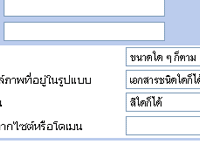 ขนาดใด ๆ ก็ตาม
ภาพที่อยู่ในรูปแบบ เอกสารชนิดใดก็ได้
สีใดก็ได้
ากไซต์หรือโดเมน